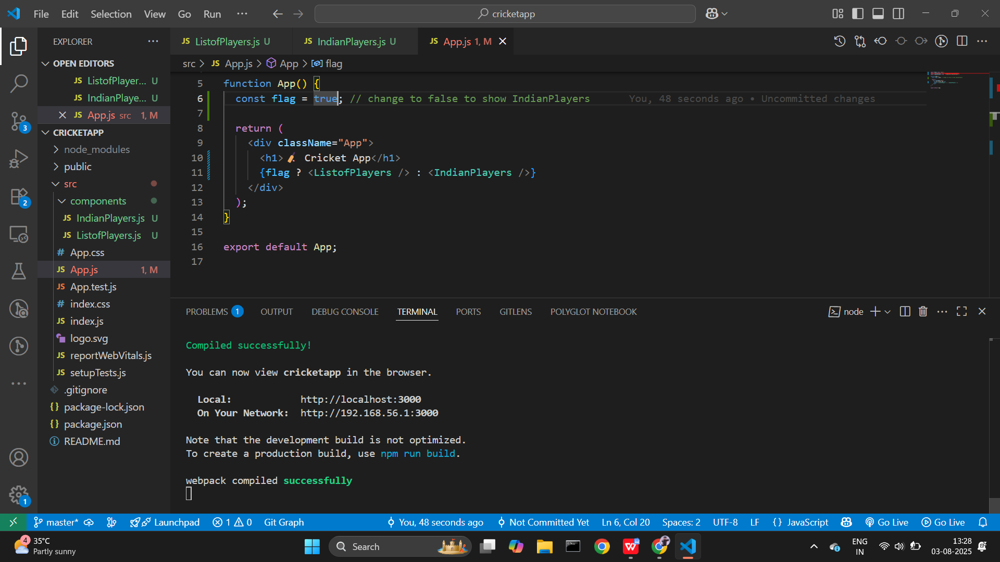 File Edit Selection View Go Run ··· cricketapp
EXPLORER ···
OPEN EDITORS
JS ListofPlayer... U
JS IndianPlaye... U
JS App.js src 1, M
CRICKETAPP
node_modules
public
src
components
JS IndianPlayers.js U
JS ListofPlayers.js U
# App.css
JS App.js 1, M
JS App.test.js
# index.css
JS index.js
logo.svg
JS reportWebVitals.js
JS setupTests.js
.gitignore
{} package-lock.json
{} package.json
README.md
3
2
1
JS ListofPlayers.js U JS IndianPlayers.js U JS App.js 1, M
src > JS App.js > App > flag
5 function App() {
6 const flag = true; // change to false to show IndianPlayers You, 48 seconds ago • Uncommitted changes
7
8 return (
9 <div className="App">
10 <h1>🏏 Cricket App</h1>
11 {flag ? <ListofPlayers /> : <IndianPlayers />}
12 </div>
13 );
14 }
15
16 export default App;
17
PROBLEMS 1 OUTPUT DEBUG CONSOLE TERMINAL PORTS GITLENS POLYGLOT NOTEBOOK node
Compiled successfully!
You can now view cricketapp in the browser.
Local: http://localhost:3000
On Your Network: http://192.168.56.1:3000
Note that the development build is not optimized.
To create a production build, use npm run build.
webpack compiled successfully
master* Launchpad 1 0 Git Graph You, 48 seconds ago Not Committed Yet Ln 6, Col 20 Spaces: 2 UTF-8 LF {} JavaScript Go Live Go Live
4 35°C
Partly sunny
Search
ENG
IN
13:28
03-08-2025